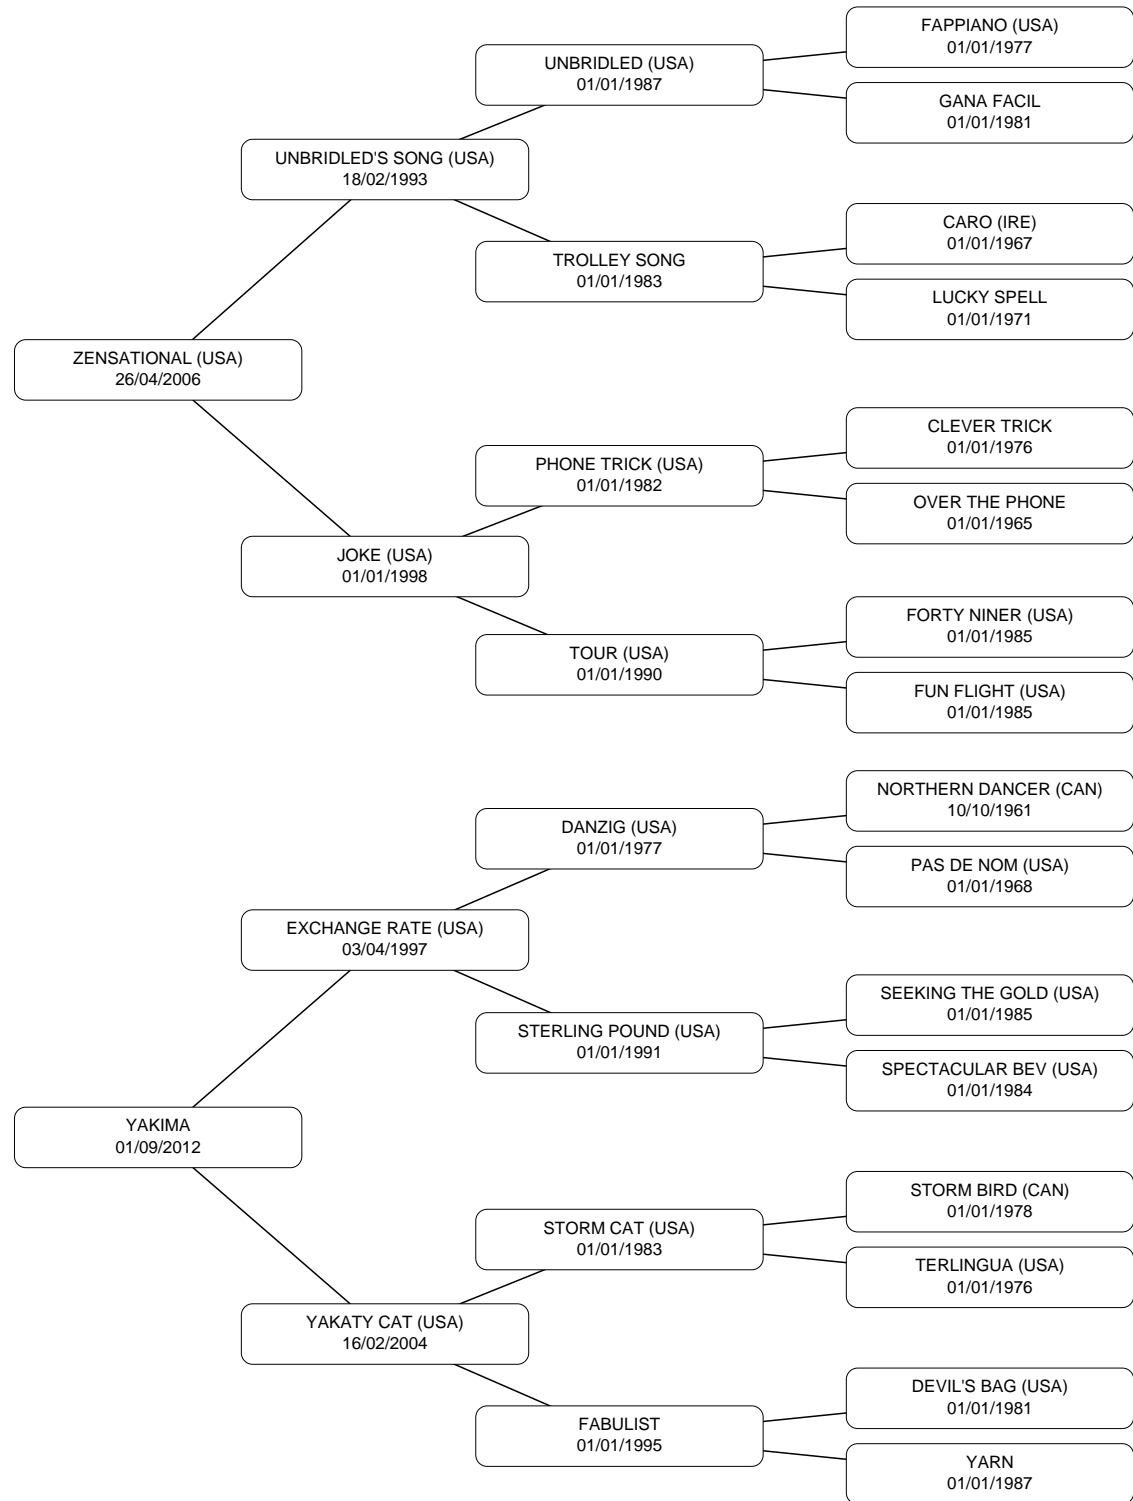 FAPPIANO (USA)
01/01/1977
UNBRIDLED (USA)
01/01/1987
GANA FACIL
01/01/1981
UNBRIDLED'S SONG (USA)
18/02/1993
CARO (IRE)
01/01/1967
TROLLEY SONG
01/01/1983
LUCKY SPELL
01/01/1971
ZENSATIONAL (USA)
26/04/2006
CLEVER TRICK
01/01/1976
PHONE TRICK (USA)
01/01/1982
OVER THE PHONE
01/01/1965
JOKE (USA)
01/01/1998
FORTY NINER (USA)
01/01/1985
TOUR (USA)
01/01/1990
FUN FLIGHT (USA)
01/01/1985
NORTHERN DANCER (CAN)
10/10/1961
DANZIG (USA)
01/01/1977
PAS DE NOM (USA)
01/01/1968
EXCHANGE RATE (USA)
03/04/1997
SEEKING THE GOLD (USA)
01/01/1985
STERLING POUND (USA)
01/01/1991
SPECTACULAR BEV (USA)
01/01/1984
YAKIMA
01/09/2012
STORM BIRD (CAN)
01/01/1978
STORM CAT (USA)
01/01/1983
TERLINGUA (USA)
01/01/1976
YAKATY CAT (USA)
16/02/2004
DEVIL'S BAG (USA)
01/01/1981
FABULIST
01/01/1995
YARN
01/01/1987